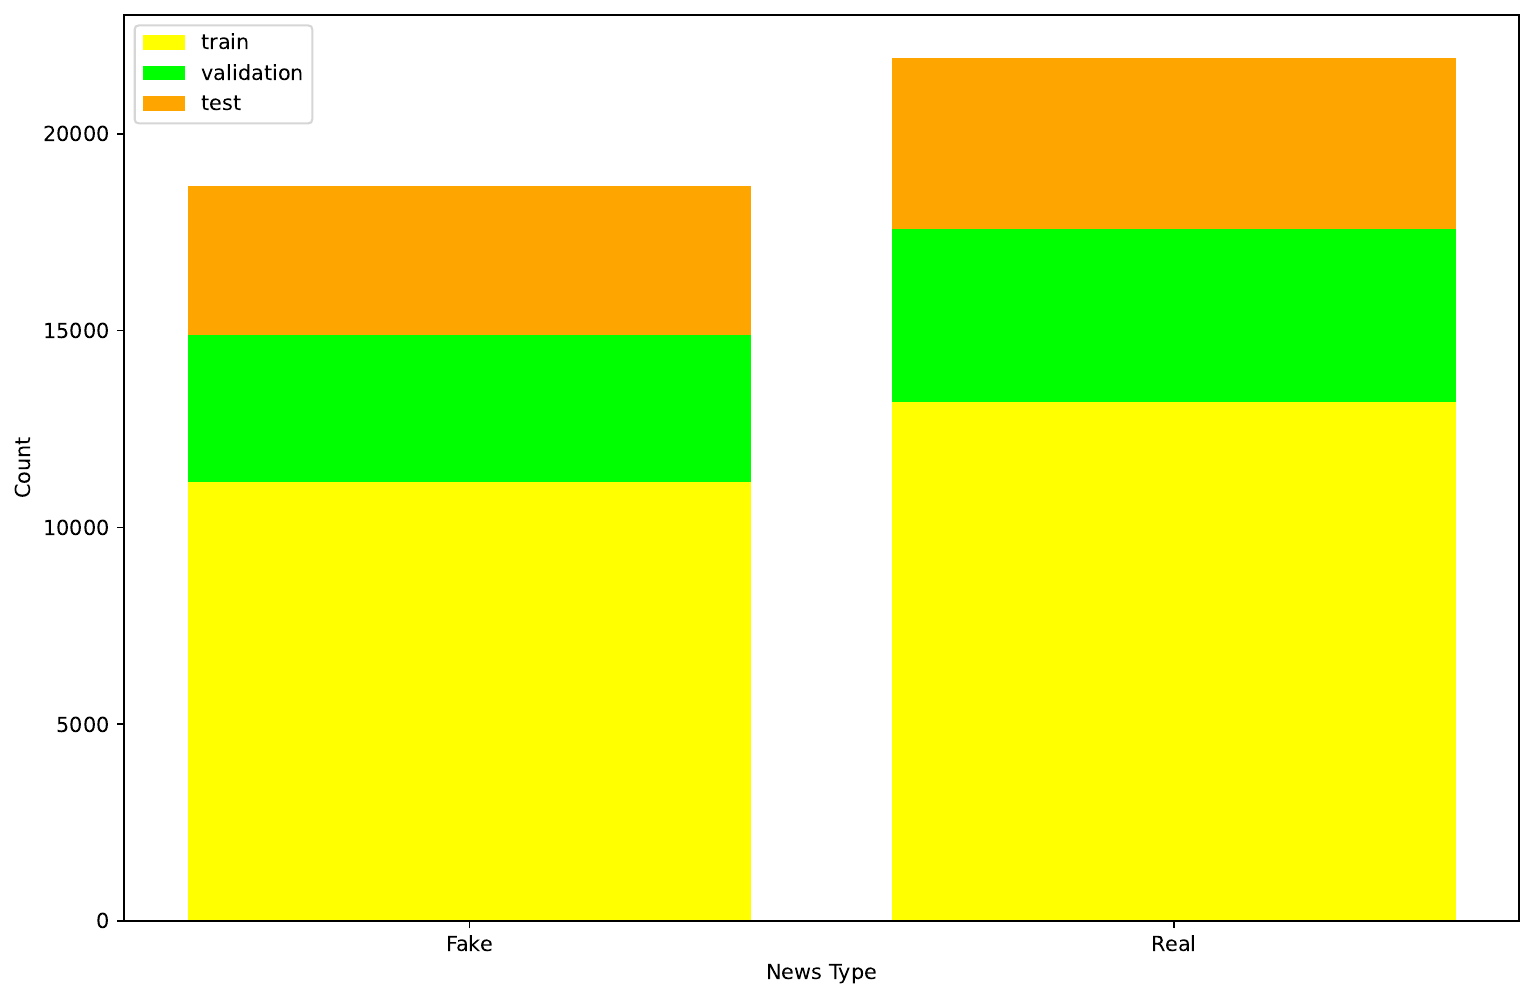 train
validation
test
20000
15000
10000
5000
0
Count
Fake
Real
News Type